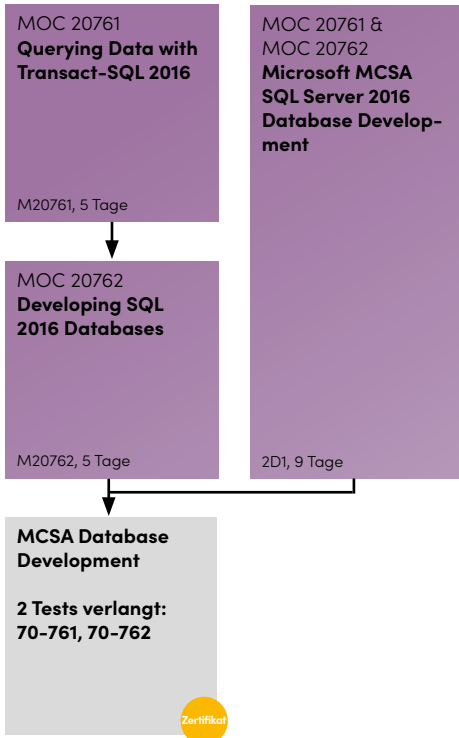 MOC 20761
Querying Data with
Transact-SQL 2016
M20761, 5 Tage
MOC 20761 &
MOC 20762
Microsoft MCSA
SQL Server 2016
Database Develop-
ment
2D1, 9 Tage
MOC 20762
Developing SQL
2016 Databases
M20762, 5 Tage
MCSA Database
Development
2 Tests verlangt:
70-761, 70-762
Zertifikat